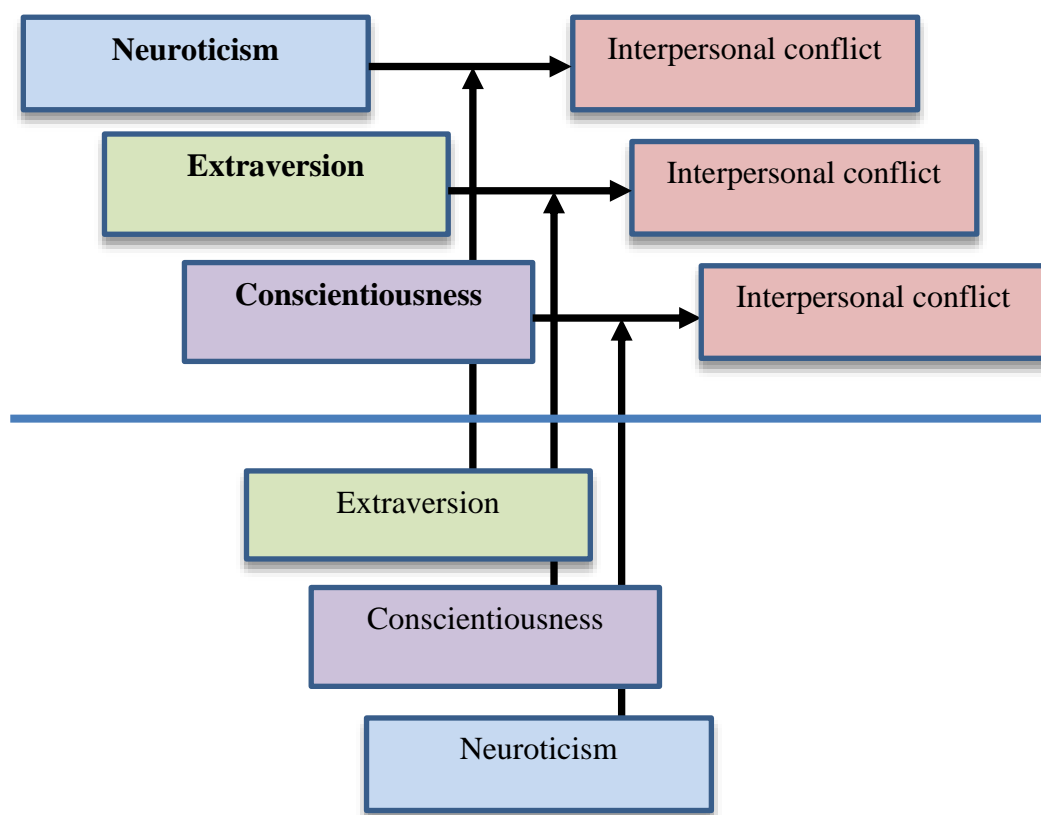 Neuroticism
Interpersonal conflict
Extraversion
Interpersonal conflict
Conscientiousness
Interpersonal conflict
Extraversion
Conscientiousness
Neuroticism